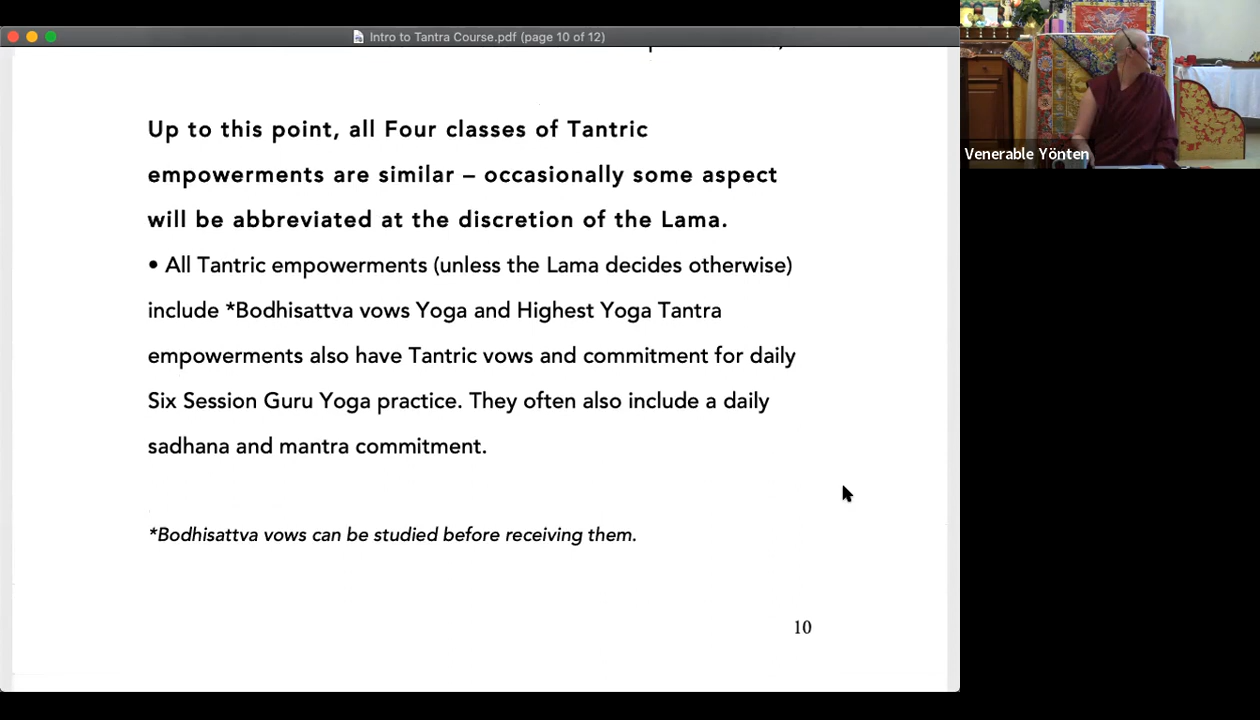 Intro to Tantra Course.pdf (page 10 of 12)
Up to this point, all Four classes of Tantric
empowerments are similar – occasionally some aspect
will be abbreviated at the discretion of the Lama.
• All Tantric empowerments (unless the Lama decides otherwise)
include *Bodhisattva vows Yoga and Highest Yoga Tantra
empowerments also have Tantric vows and commitment for daily
Six Session Guru Yoga practice. They often also include a daily
sadhana and mantra commitment.
*Bodhisattva vows can be studied before receiving them.
10
Venerable Yönten